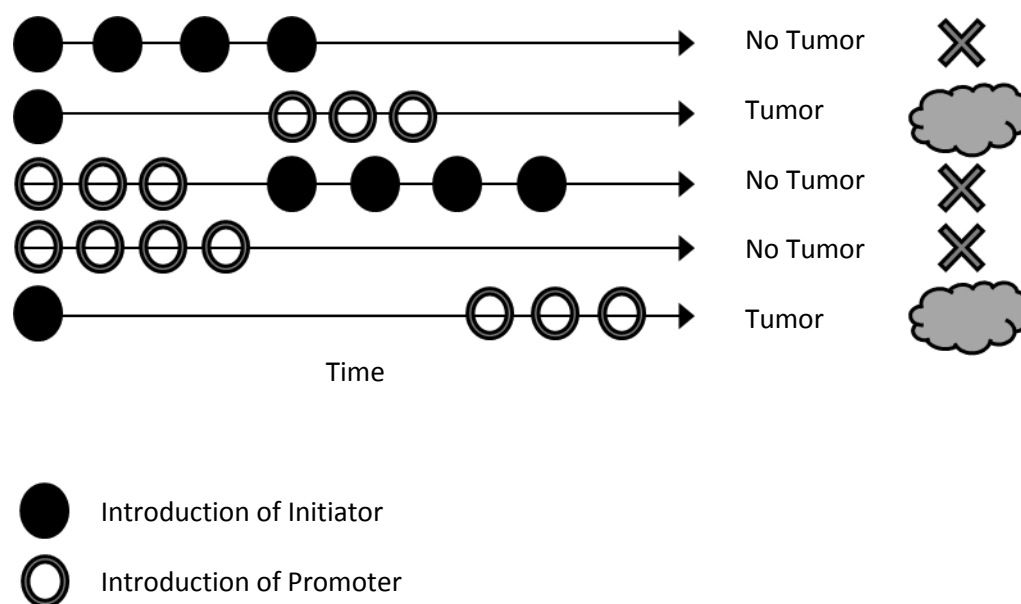 No Tumor
Tumor
No Tumor
No Tumor
Tumor
Time
Introduction of Initiator
Introduction of Promoter